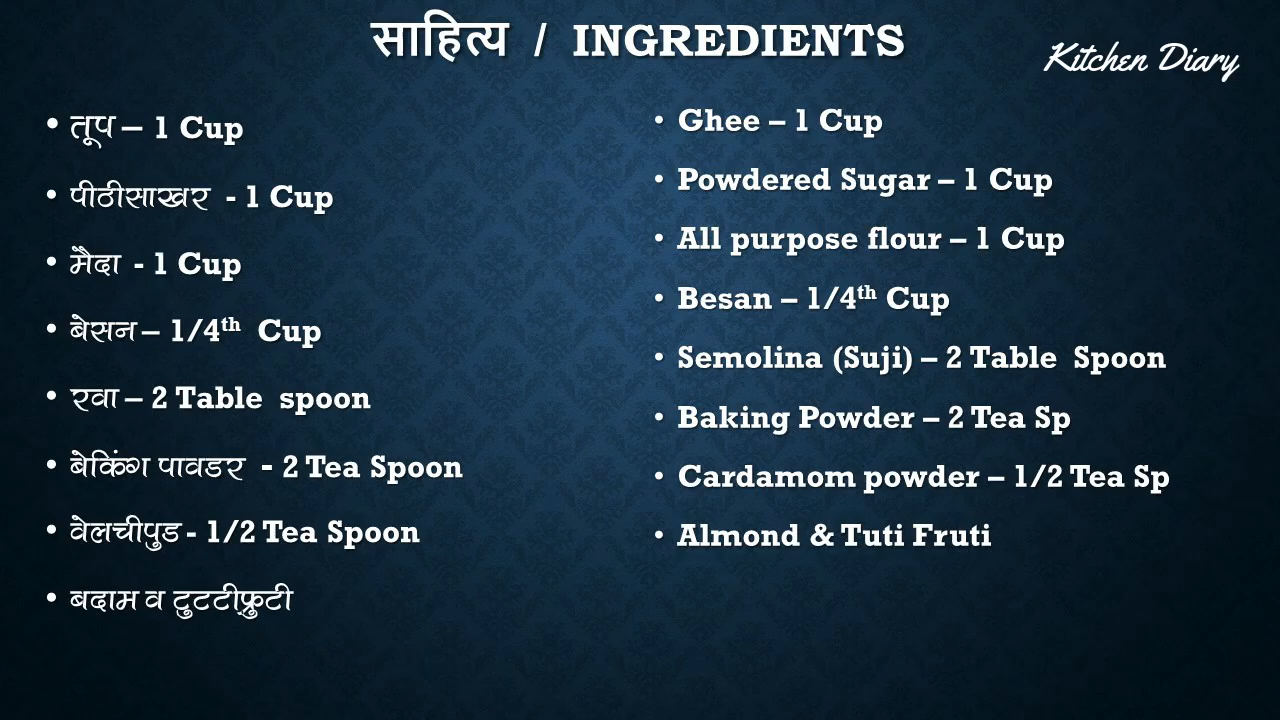 साहित्य / INGREDIENTS
Kitchen Diary
• तूप – 1 Cup
• पीठीसाखर - 1 Cup
• मैदा - 1 Cup
• बेसन – 1/4th Cup
• रवा – 2 Table spoon
• बेकिंग पावडर - 2 Tea Spoon
• वेलचीपुड - 1/2 Tea Spoon
• बदाम व टुटटीफ्रुटी
• Ghee – 1 Cup
• Powdered Sugar – 1 Cup
• All purpose flour – 1 Cup
• Besan – 1/4th Cup
• Semolina (Suji) – 2 Table Spoon
• Baking Powder – 2 Tea Sp
• Cardamom powder – 1/2 Tea Sp
• Almond & Tuti Fruti